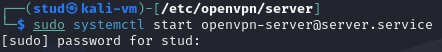 ┌──(stud㉿kali-vm)-[/etc/openvpn/server]
└─$ sudo systemctl start openvpn-server@server.service
[sudo] password for stud: